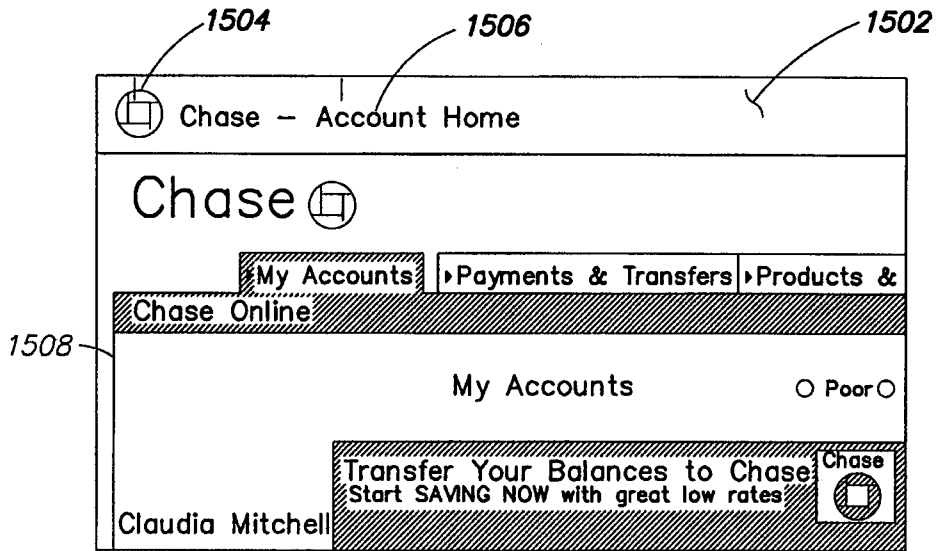 1504
1506
1502
Chase – Account Home
Chase
My Accounts
Payments & Transfers
Products &
Chase Online
1508
My Accounts
Poor
Transfer Your Balances to Chase
Start SAVING NOW with great low rates
Chase
Claudia Mitchell